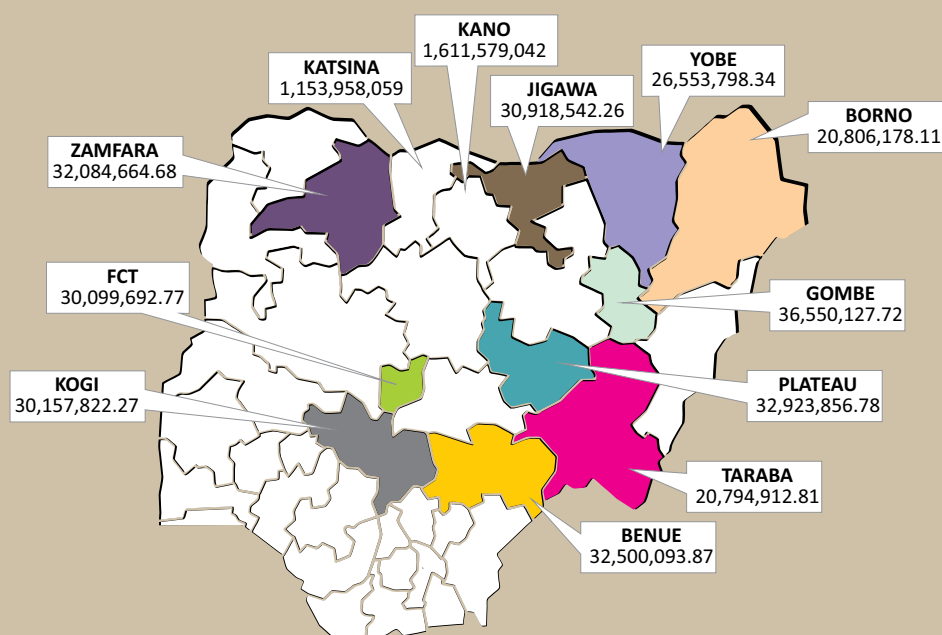 KANO
1,611,579,042
KATSINA
1,153,958,059
YOBE
26,553,798.34
JIGAWA
30,918,542.26
BORNO
20,806,178.11
ZAMFARA
32,084,664.68
FCT
30,099,692.77
GOMBE
36,550,127.72
KOGI
30,157,822.27
PLATEAU
32,923,856.78
TARABA
20,794,912.81
BENUE
32,500,093.87